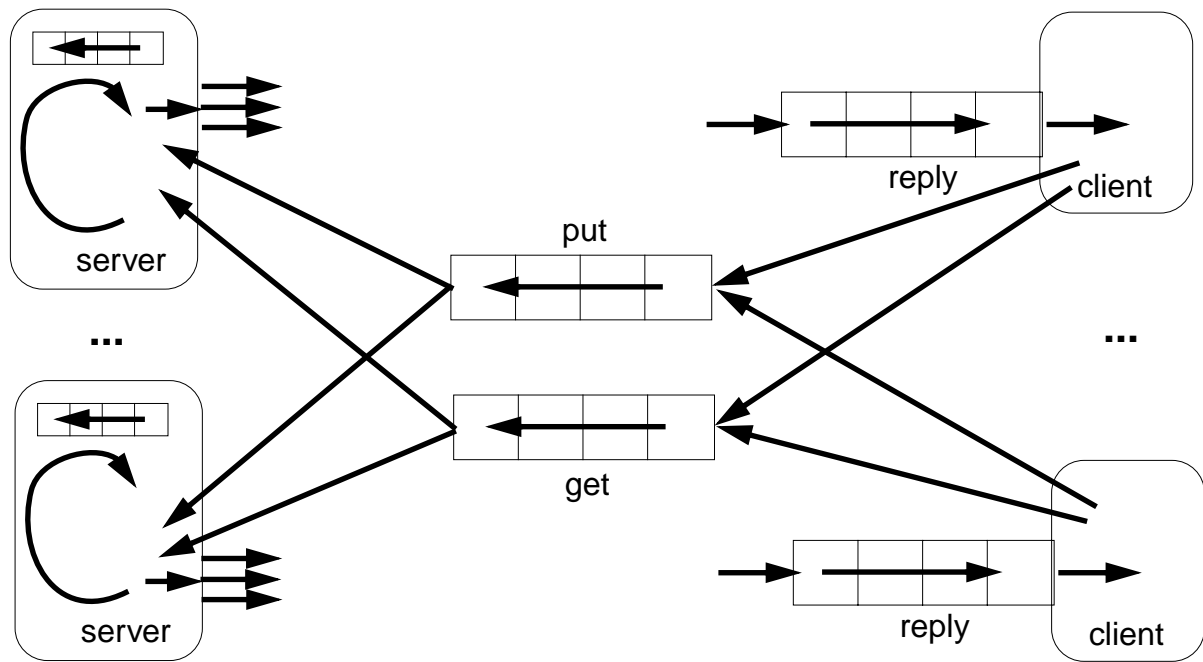 reply
client
put
server
...
...
get
reply
server
client